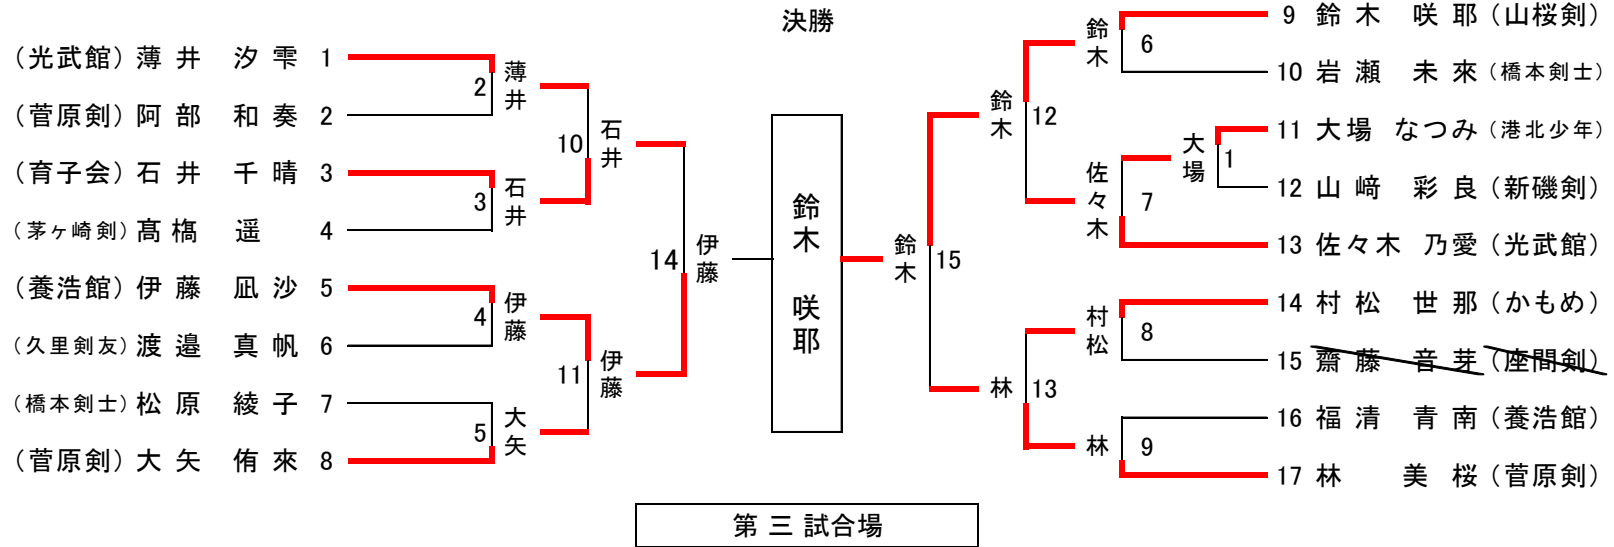 決勝
(光武館) 薄井 汐雫 1
(菅原剣) 阿部 和奏 2
(育子会) 石井 千晴 3
(茅ヶ崎剣) 髙橋 遥 4
(養浩館) 伊藤 凪沙 5
(久里剣友) 渡邉 真帆 6
(橋本剣士) 松原 綾子 7
(菅原剣) 大矢 侑來 8
薄井
2
石井
3
伊藤
4
大矢
5
石井
10
伊藤
11
伊藤
14
鈴木 咲耶
鈴木
15
鈴木
12
林
13
鈴木
6
佐々木
7
大場
1
村松
8
林
9
9 鈴木 咲耶 (山桜剣)
10 岩瀬 未來 (橋本剣士)
11 大場 なつみ (港北少年)
12 山﨑 彩良 (新磯剣)
13 佐々木 乃愛 (光武館)
14 村松 世那 (かもめ)
15 齋藤 音芽 (座間剣)
16 福清 青南 (養浩館)
17 林 美桜 (菅原剣)
第三試合場